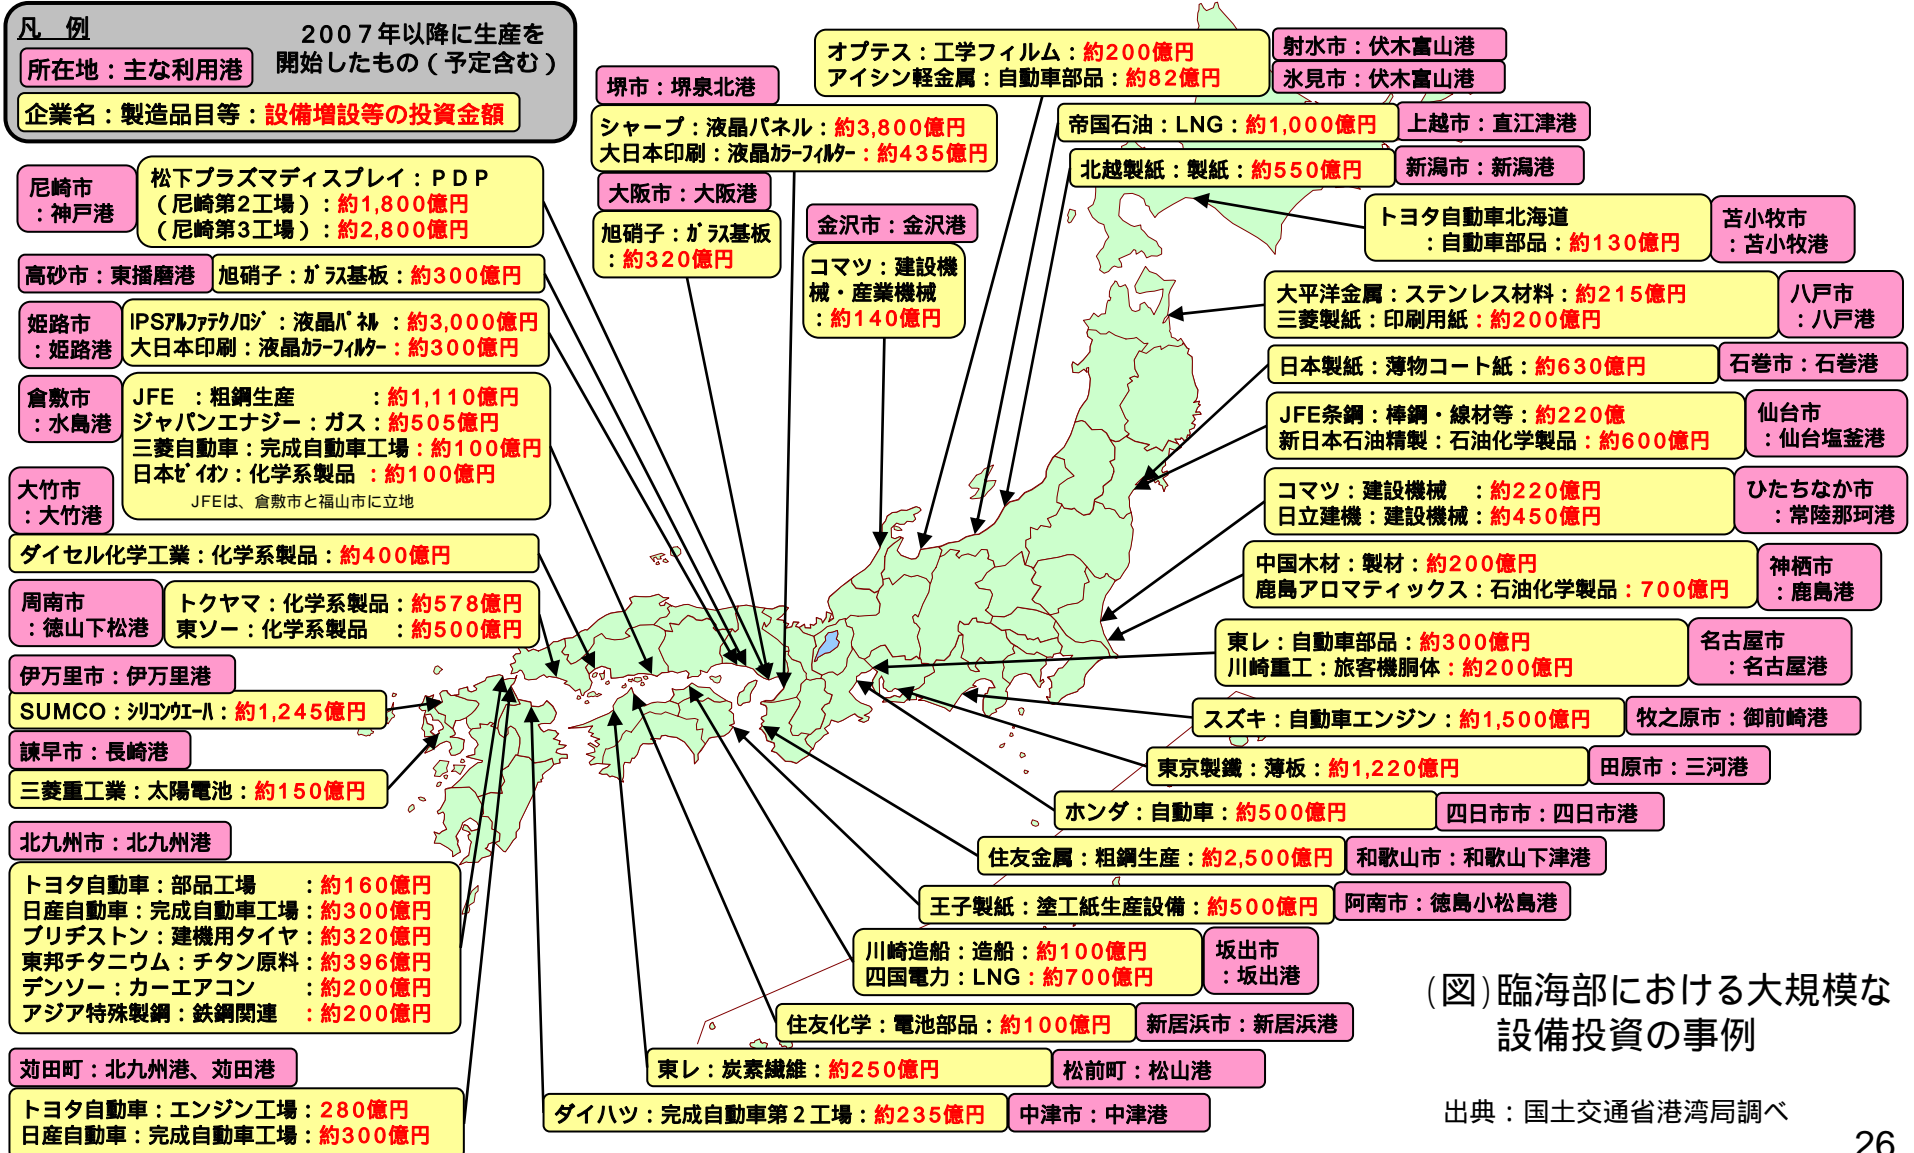 凡 例
2007年以降に生産を
開始したもの（予定含む）
所在地：主な利用港
企業名：製造品目等：設備増設等の投資金額
尼崎市
：神戸港
松下プラズマディスプレイ：PDP
（尼崎第2工場）：約1,800億円
（尼崎第3工場）：約2,800億円
高砂市：東播磨港
旭硝子：ガラス基板：約300億円
姫路市
：姫路港
IPSアルファテクノロジ：液晶パネル：約3,000億円
大日本印刷：液晶カラーフィルター：約300億円
倉敷市
：水島港
JFE ：粗鋼生産 ：約1,110億円
ジャパンエナジー：ガス：約505億円
三菱自動車：完成自動車工場：約100億円
日本ゼイオン：化学系製品：約100億円
JFEは、倉敷市と福山市に立地
大竹市
：大竹港
ダイセル化学工業：化学系製品：約400億円
周南市
：徳山下松港
トクヤマ：化学系製品：約578億円
東ソー：化学系製品 ：約500億円
伊万里市：伊万里港
SUMCO：シリコンウエーハ：約1,245億円
諫早市：長崎港
三菱重工業：太陽電池：約150億円
北九州市：北九州港
トヨタ自動車：部品工場 ：約160億円
日産自動車：完成自動車工場：約300億円
ブリヂストン：建機用タイヤ：約320億円
東邦チタニウム：チタン原料：約396億円
デンソー：カーエアコン ：約200億円
アジア特殊製鋼：鉄鋼関連 ：約200億円
苅田町：北九州港、苅田港
トヨタ自動車：エンジン工場：280億円
日産自動車：完成自動車工場：約300億円
堺市：堺泉北港
シャープ：液晶パネル：約3,800億円
大日本印刷：液晶カラーフィルター：約435億円
大阪市：大阪港
旭硝子：ガラス基板
：約320億円
金沢市：金沢港
コマツ：建設機
械・産業機械
：約140億円
オプテス：工学フィルム：約200億円
アイシン軽金属：自動車部品：約82億円
射水市：伏木富山港
氷見市：伏木富山港
帝国石油：LNG：約1,000億円
上越市：直江津港
北越製紙：製紙：約550億円
新潟市：新潟港
トヨタ自動車北海道
：自動車部品：約130億円
苫小牧市
：苫小牧港
大平洋金属：ステンレス材料：約215億円
三菱製紙：印刷用紙：約200億円
八戸市
：八戸港
日本製紙：薄物コート紙：約630億円
石巻市：石巻港
JFE条鋼：棒鋼・線材等：約220億
新日本石油精製：石油化学製品：約600億円
仙台市
：仙台塩釜港
コマツ：建設機械 ：約220億円
日立建機：建設機械：約450億円
ひたちなか市
：常陸那珂港
中国木材：製材：約200億円
鹿島アロマティックス：石油化学製品：700億円
神栖市
：鹿島港
東レ：自動車部品：約300億円
川崎重工：旅客機胴体：約200億円
名古屋市
：名古屋港
スズキ：自動車エンジン：約1,500億円
牧之原市：御前崎港
東京製鐵：薄板：約1,220億円
田原市：三河港
ホンダ：自動車：約500億円
四日市市：四日市港
住友金属：粗鋼生産：約2,500億円
和歌山市：和歌山下津港
王子製紙：塗工紙生産設備：約500億円
阿南市：徳島小松島港
川崎造船：造船：約100億円
四国電力：LNG：約700億円
坂出市
：坂出港
住友化学：電池部品：約100億円
新居浜市：新居浜港
東レ：炭素繊維：約250億円
松前町：松山港
ダイハツ：完成自動車第2工場：約235億円
中津市：中津港
(図)臨海部における大規模な
設備投資の事例
出典：国土交通省港湾局調べ
26